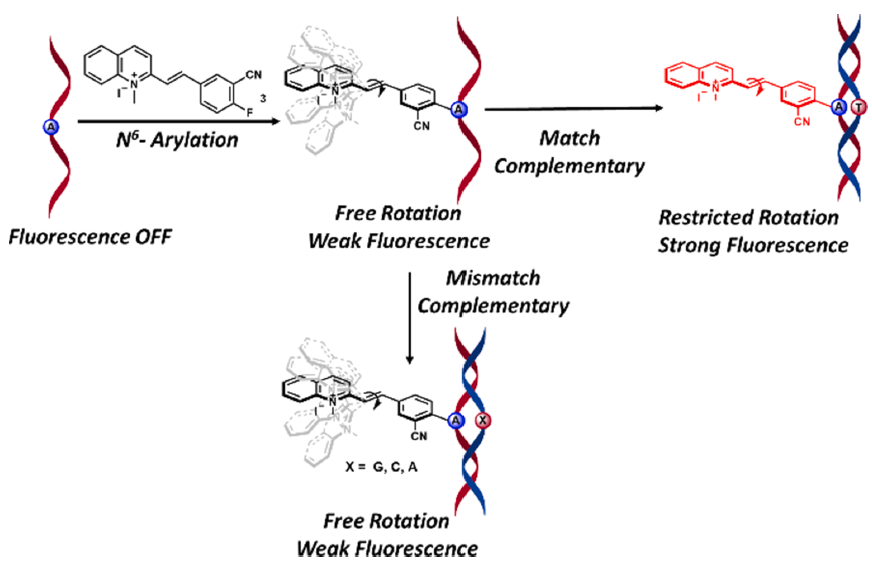 N+
I−
CN
F
3
A
N6- Arylation
Fluorescence OFF
N+
I−
CN
A
Free Rotation
Weak Fluorescence
Match
Complementary
N+
I−
CN
A
T
Restricted Rotation
Strong Fluorescence
Mismatch
Complementary
N+
I−
CN
A
X
X = G, C, A
Free Rotation
Weak Fluorescence